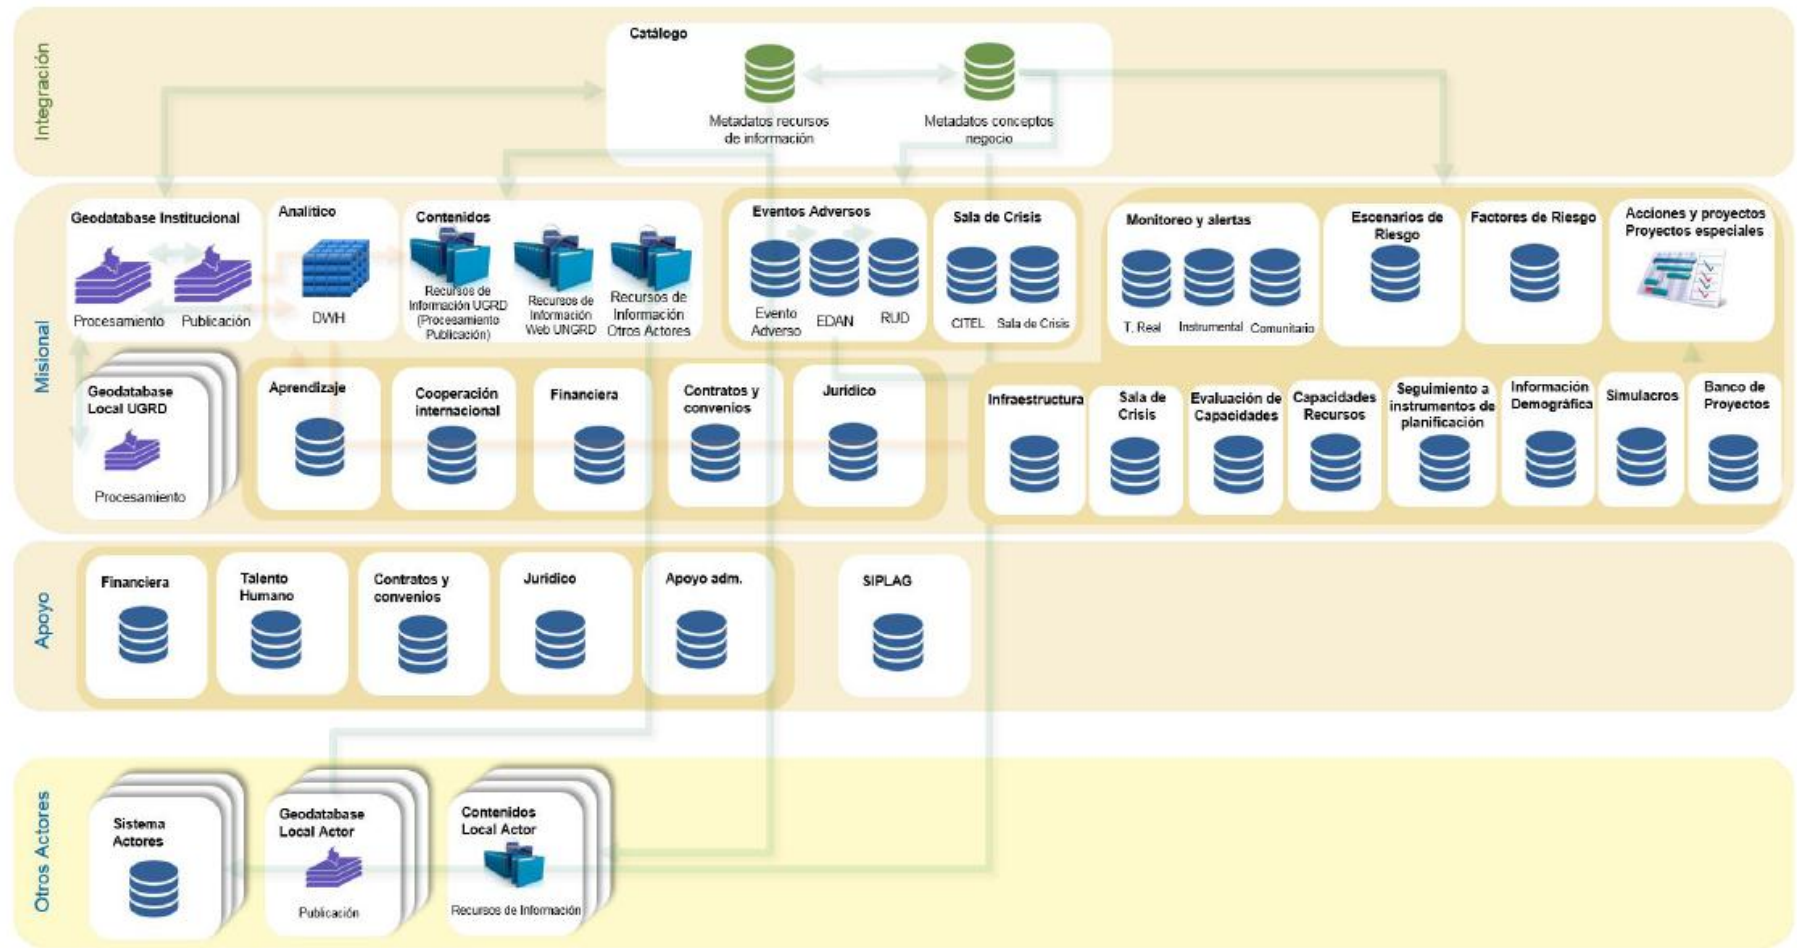 Integración
Catálogo
Metadatos recursos
de información
Metadatos conceptos
negocio
Misional
Geodatabase Institucional
Procesamiento
Publicación
Analítico
DWH
Contenidos
Recursos de
Información UGRD
(Procesamiento
Publicación)
Recursos de
Información
Web UNGRD
Recursos de
Información
Otros Actores
Eventos Adversos
Evento
Adverso
EDAN
RUD
Sala de Crisis
CITEL
Sala de Crisis
Monitoreo y alertas
T. Real
Instrumental
Comunitario
Escenarios de
Riesgo
Factores de Riesgo
Acciones y proyectos
Proyectos especiales
Geodatabase
Local UGRD
Procesamiento
Aprendizaje
Cooperación
internacional
Financiera
Contratos y
convenios
Jurídico
Infraestructura
Sala de
Crisis
Evaluación de
Capacidades
Capacidades
Recursos
Seguimiento a
instrumentos de
planificación
Información
Demográfica
Simulacros
Banco de
Proyectos
Apoyo
Financiera
Talento
Humano
Contratos y
convenios
Jurídico
Apoyo adm.
SIPLAG
Otros Actores
Sistema
Actores
Geodatabase
Local Actor
Publicación
Contenidos
Local Actor
Recursos de Información